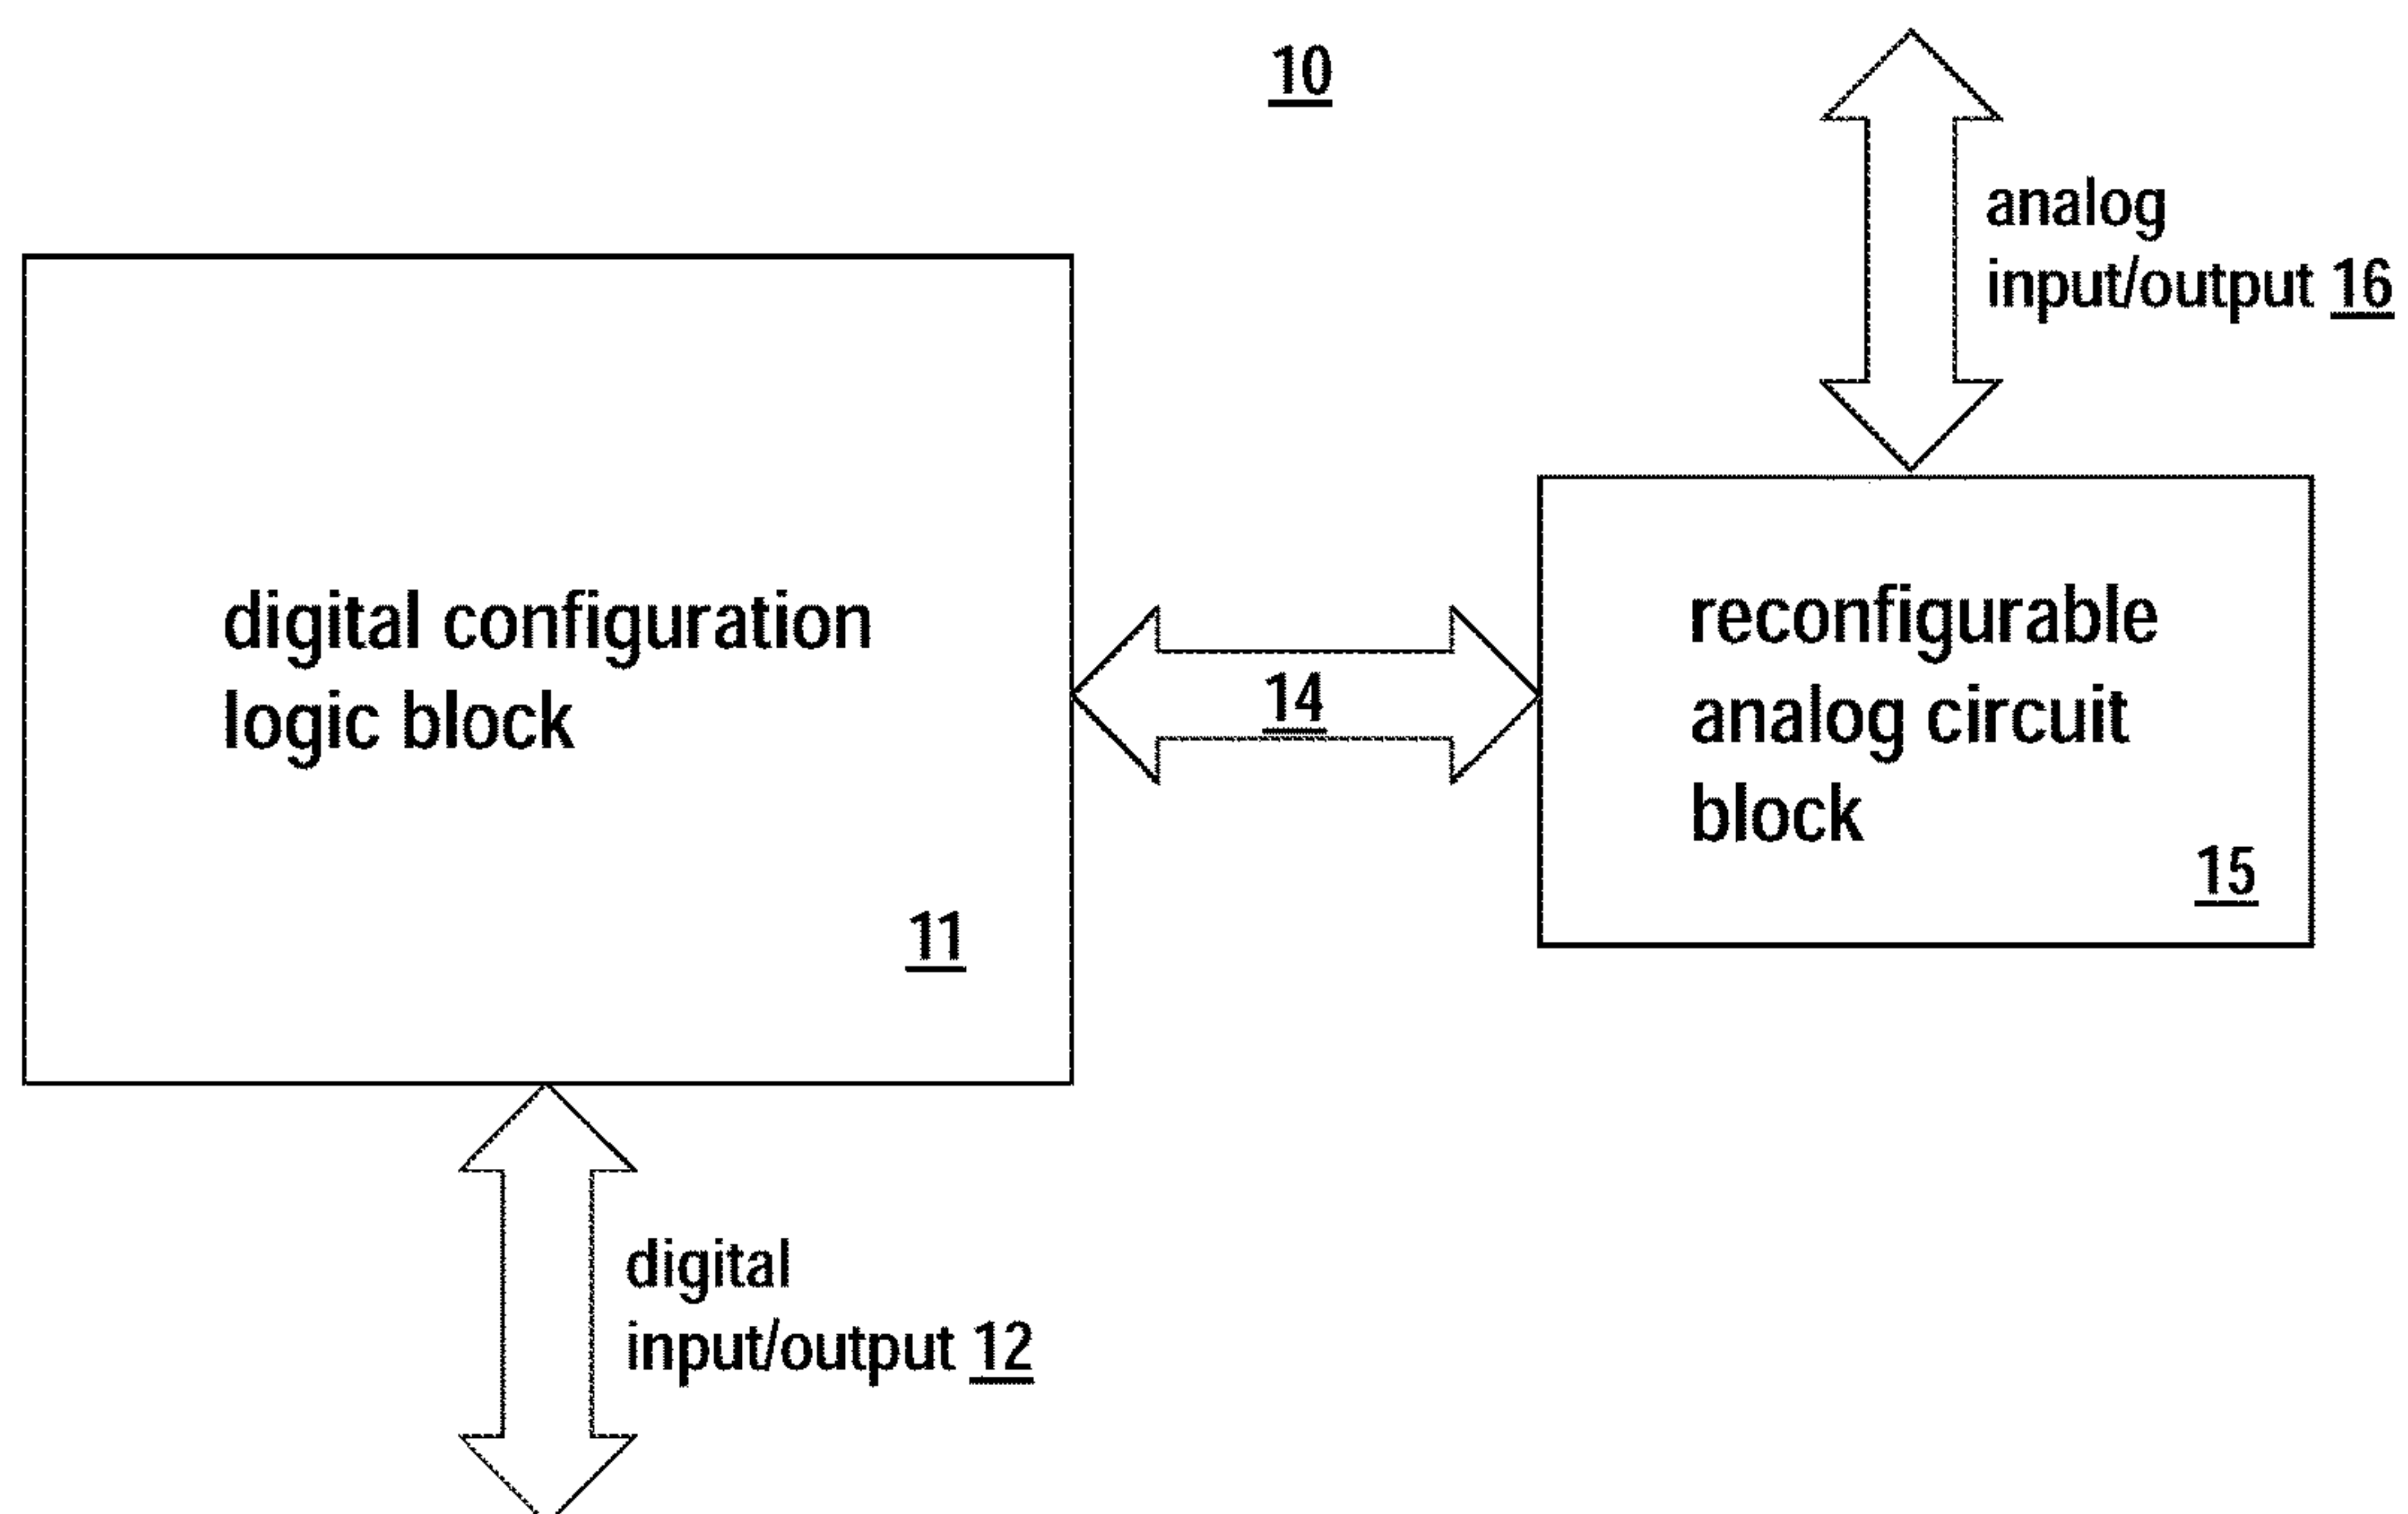 10
analog
input/output 16
digital configuration
logic block
11
14
reconfigurable
analog circuit
block
15
digital
input/output 12